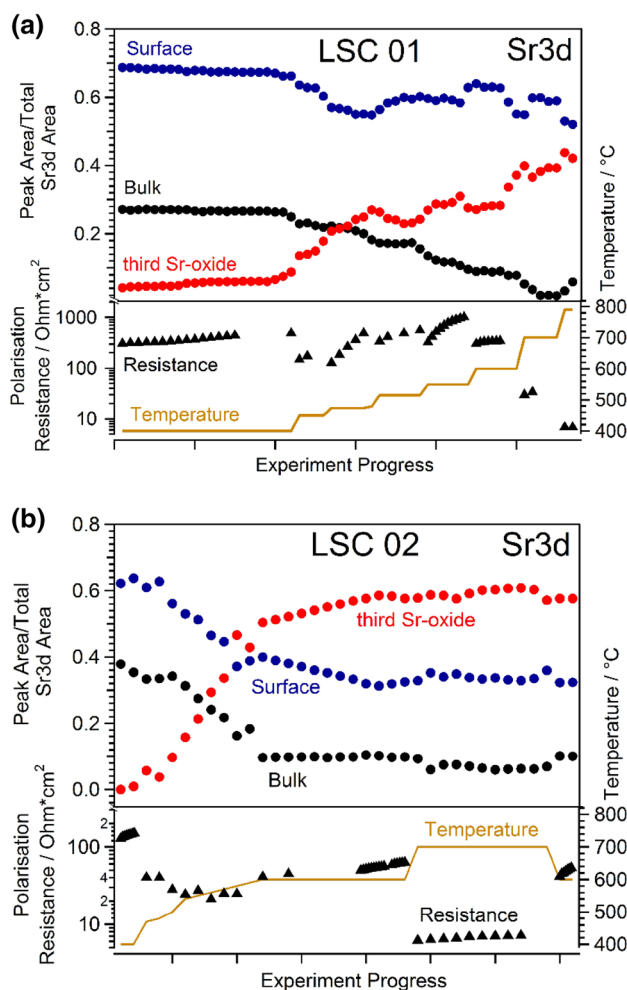 (a)
LSC 01 Sr3d
Surface
Bulk
third Sr-oxide
Peak Area/Total
Sr3d Area
0.8
0.6
0.4
0.2
Polarisation
Resistance / Ohm*cm²
1000
100
10
Resistance
Temperature
Temperature / °C
800
700
600
500
400
Experiment Progress
(b)
LSC 02 Sr3d
third Sr-oxide
Surface
Bulk
Peak Area/Total
Sr3d Area
0.8
0.6
0.4
0.2
0.0
Polarisation
Resistance / Ohm*cm²
2
100
4
2
10
Temperature
Resistance
Temperature / °C
800
700
600
500
400
Experiment Progress